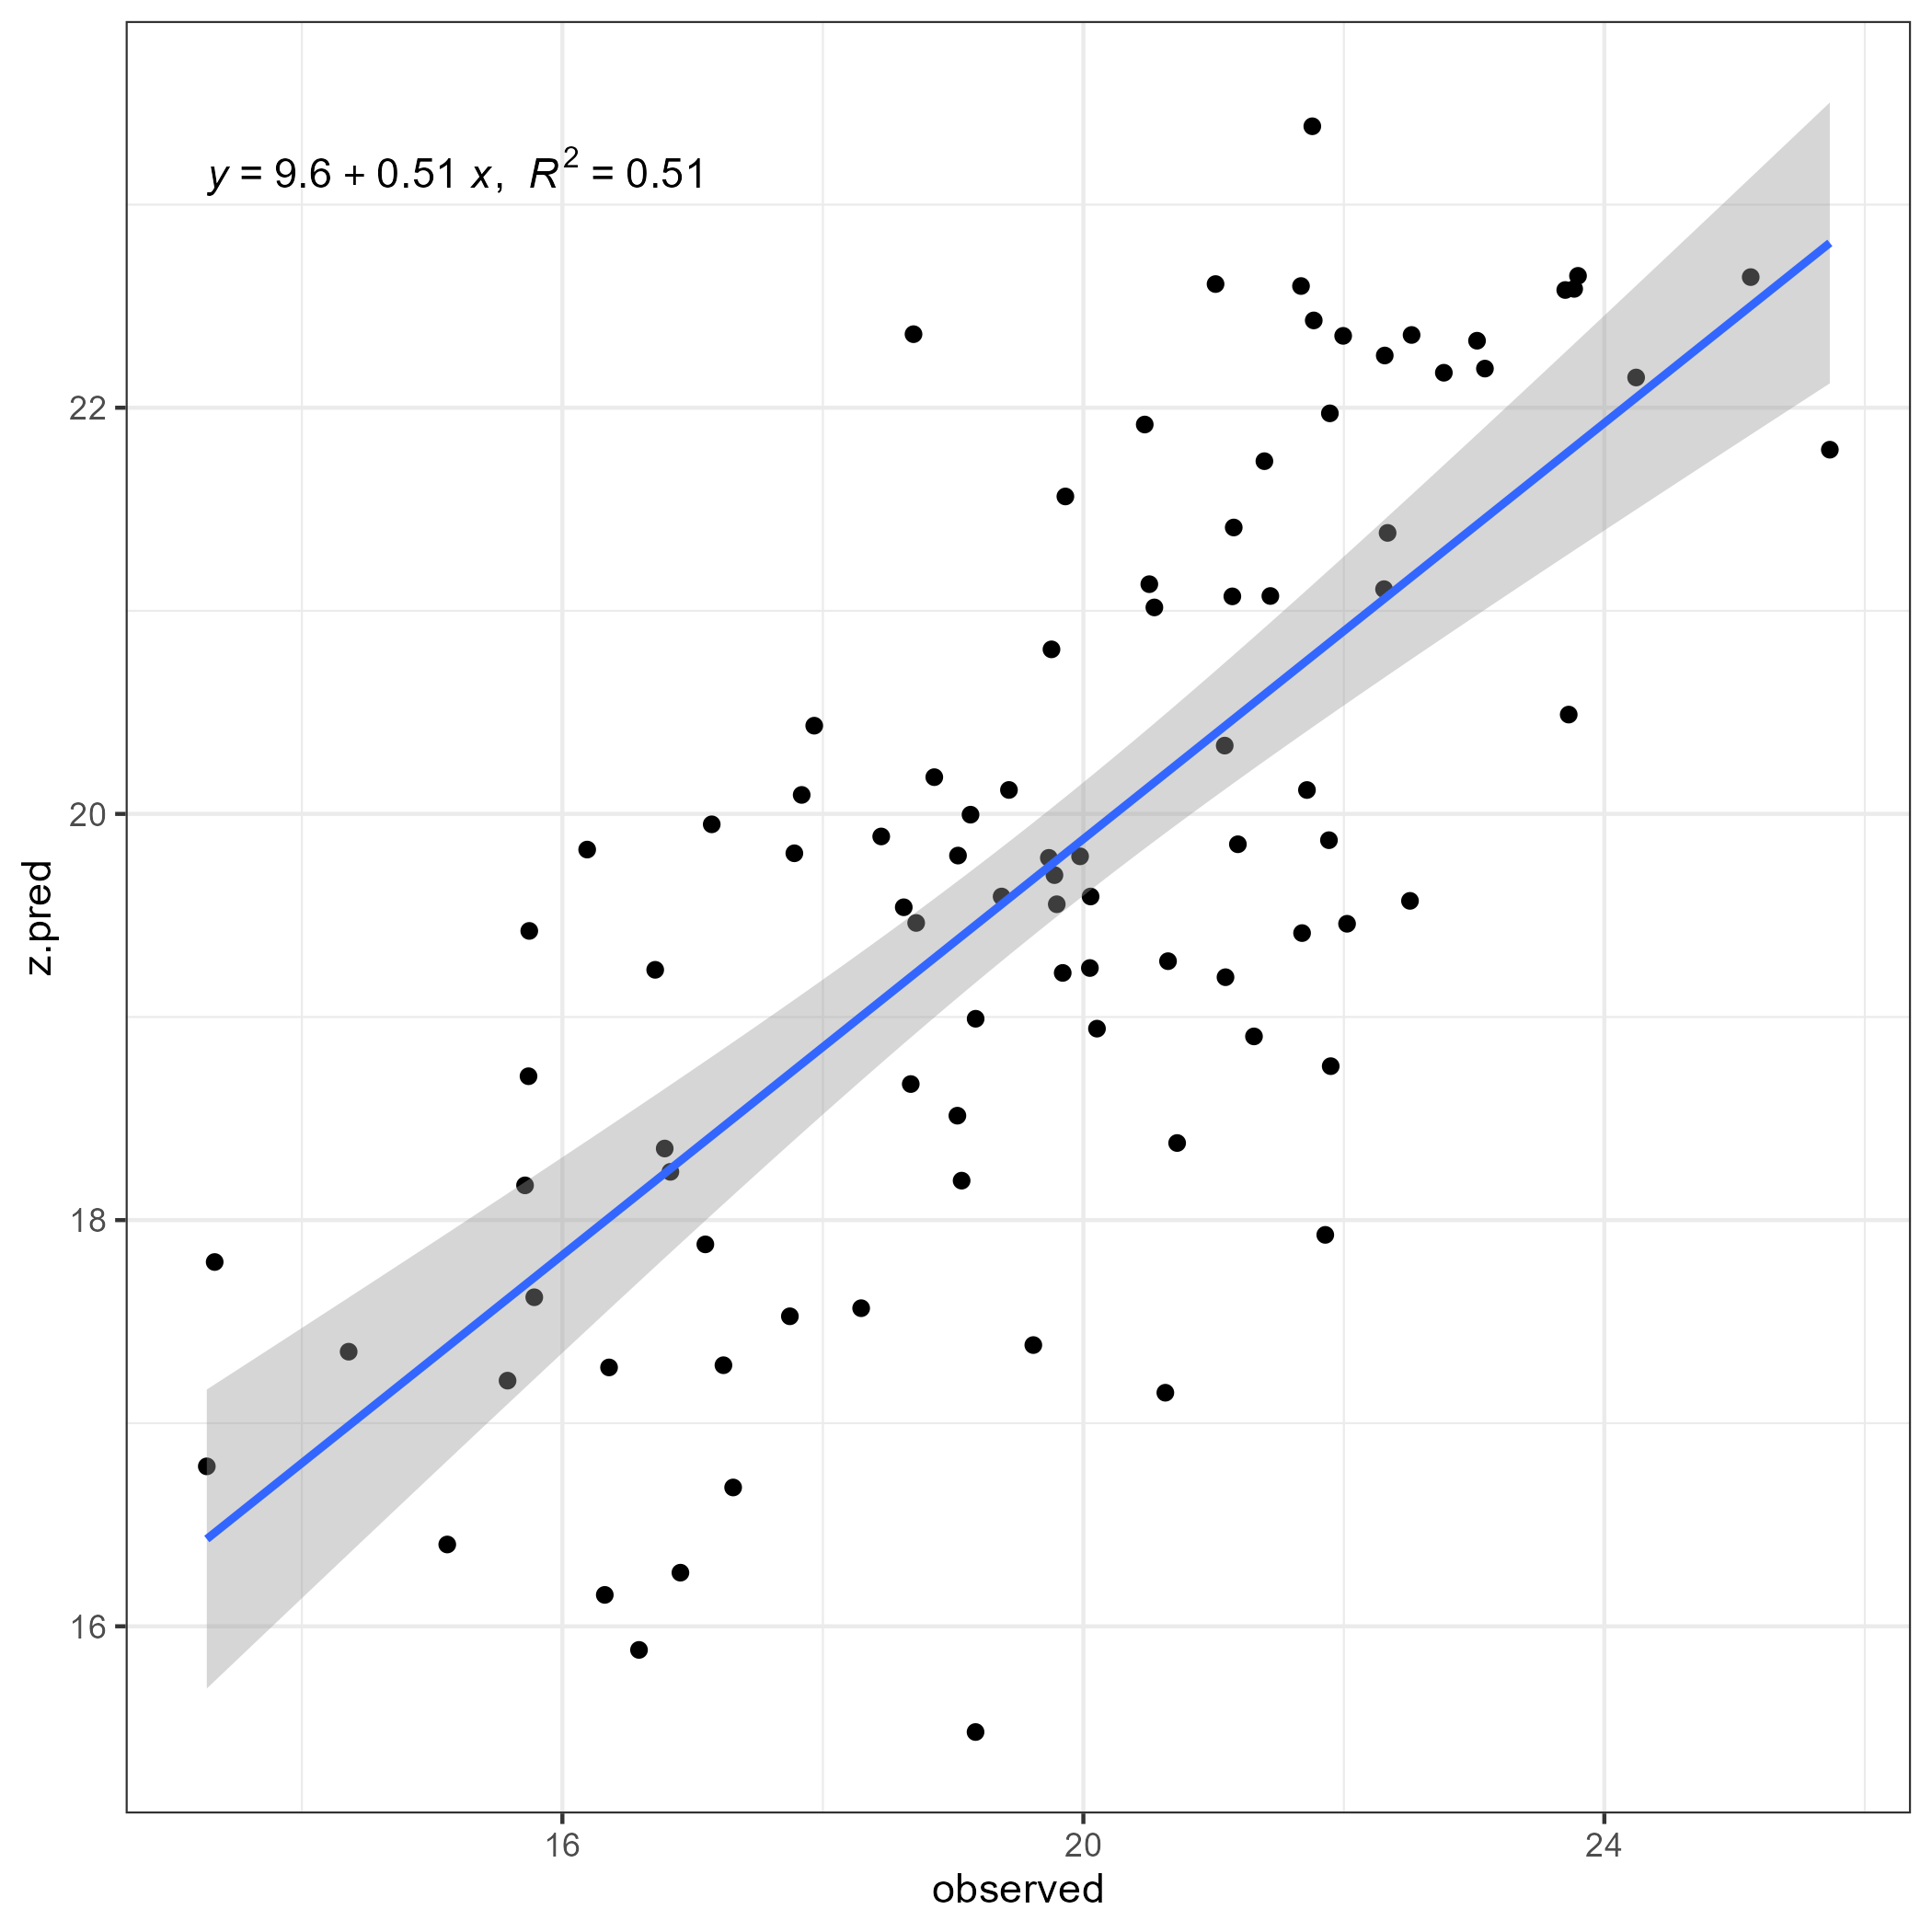 y = 9.6 + 0.51 x, R² = 0.51
22
20
18
16
z.pred
16 20 24
observed